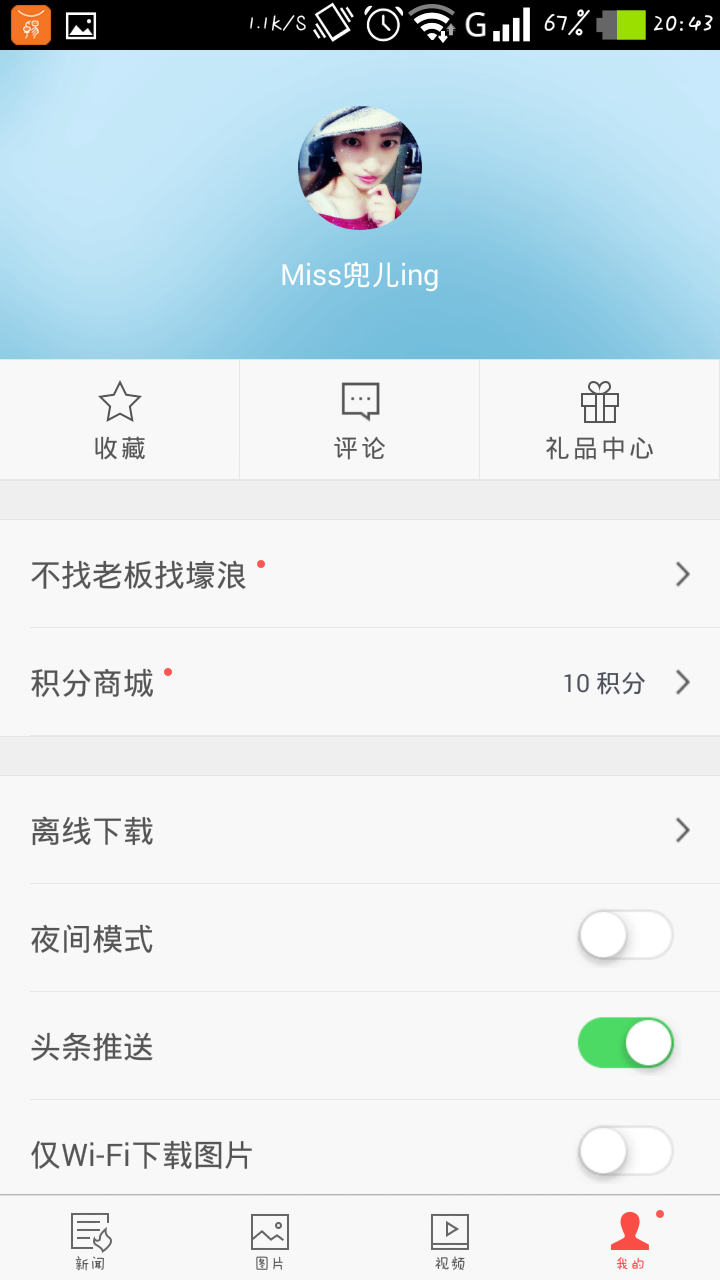 1.1K/S G 67% 20:43
Miss兜儿ing
收藏 评论 礼品中心
不找老板找壕浪
积分商城 10 积分
离线下载
夜间模式
头条推送
仅Wi-Fi下载图片
新闻 图片 视频 我的